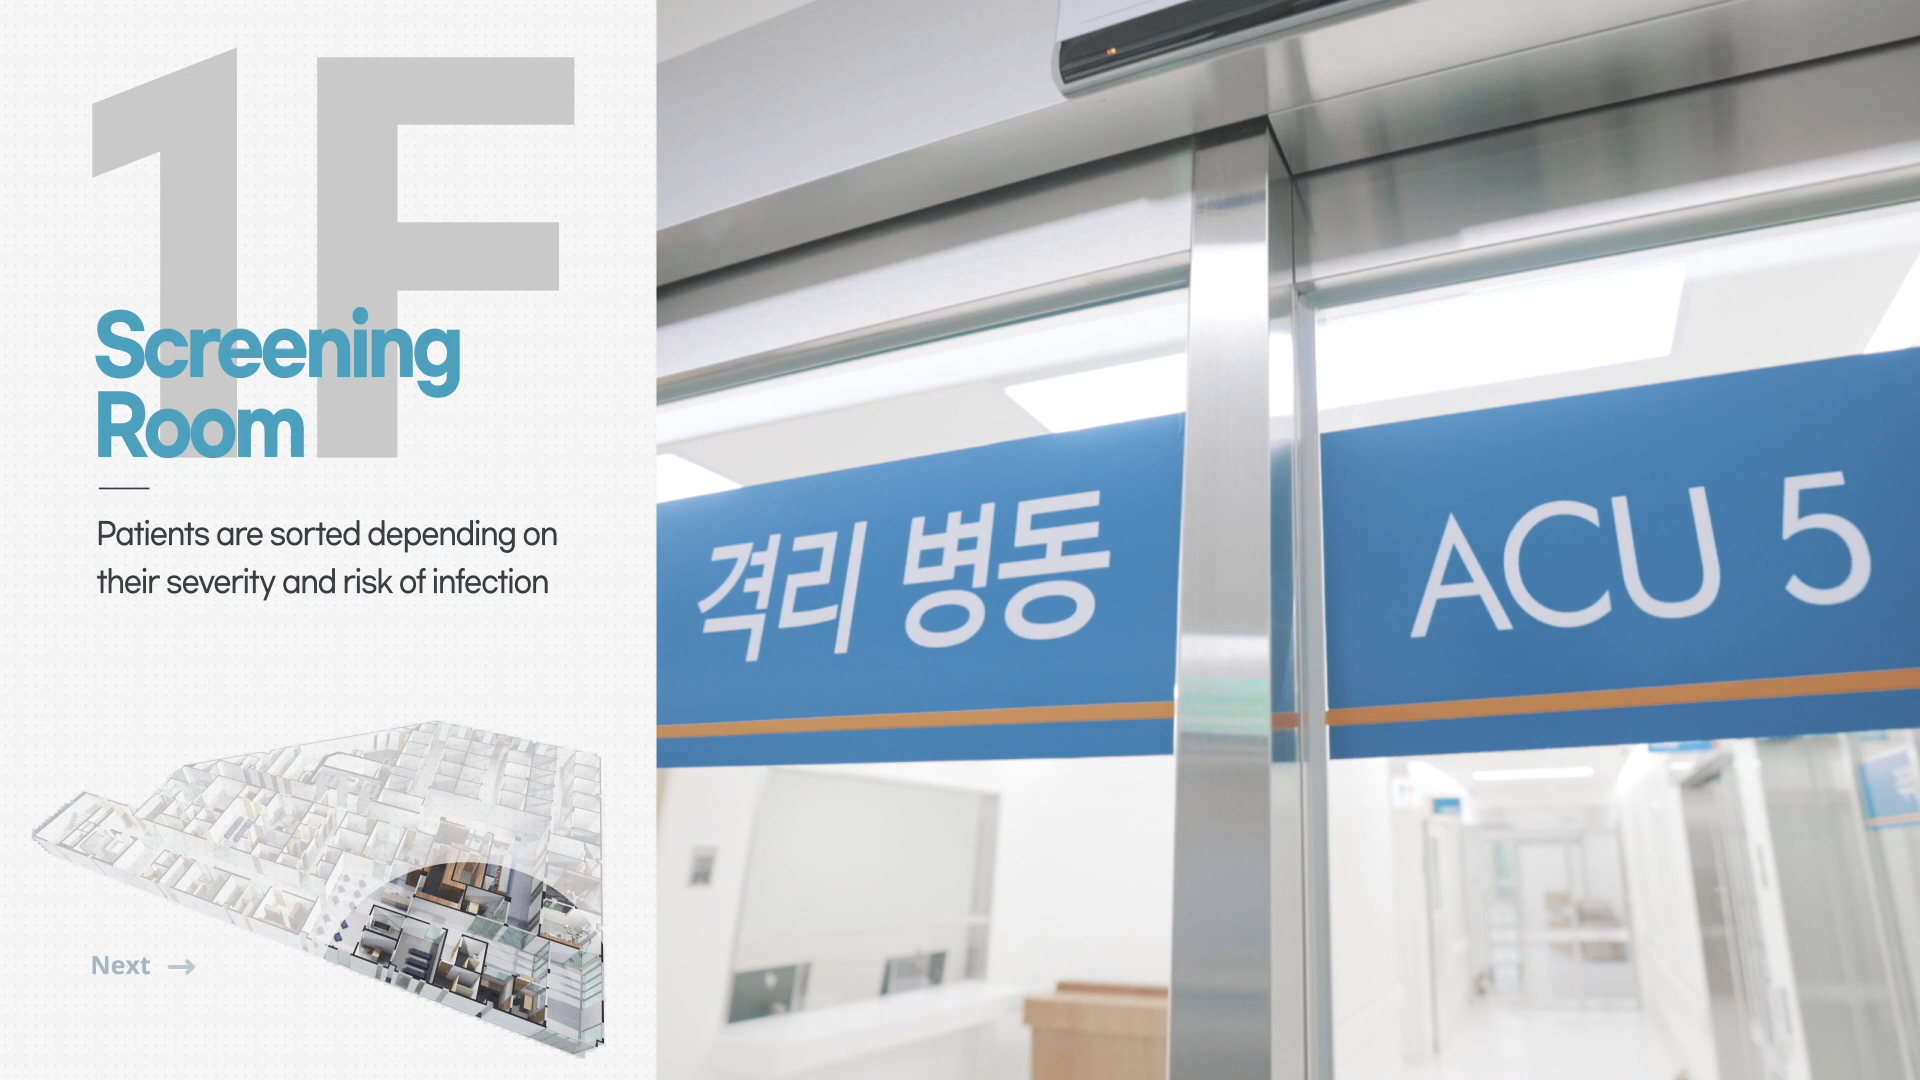 1F
Screening
Room
Patients are sorted depending on
their severity and risk of infection
Next →
격리 병동
ACU 5